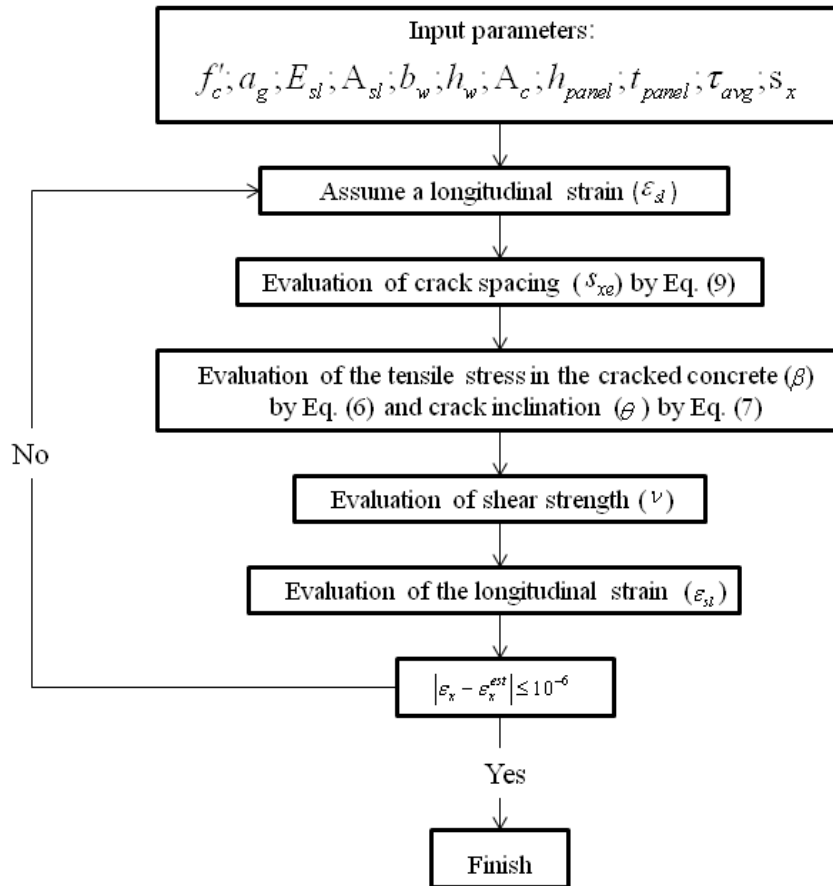 Input parameters:
f'c; ag; Esl; Asl; bw; hw; Ac; hpanel; tpanel; τavg; sx
Assume a longitudinal strain (εsl)
Evaluation of crack spacing (sxe) by Eq. (9)
Evaluation of the tensile stress in the cracked concrete (β)
by Eq. (6) and crack inclination (θ) by Eq. (7)
No
Evaluation of shear strength (ν)
Evaluation of the longitudinal strain (εsl)
|εx − εx^est| ≤ 10^-6
Yes
Finish